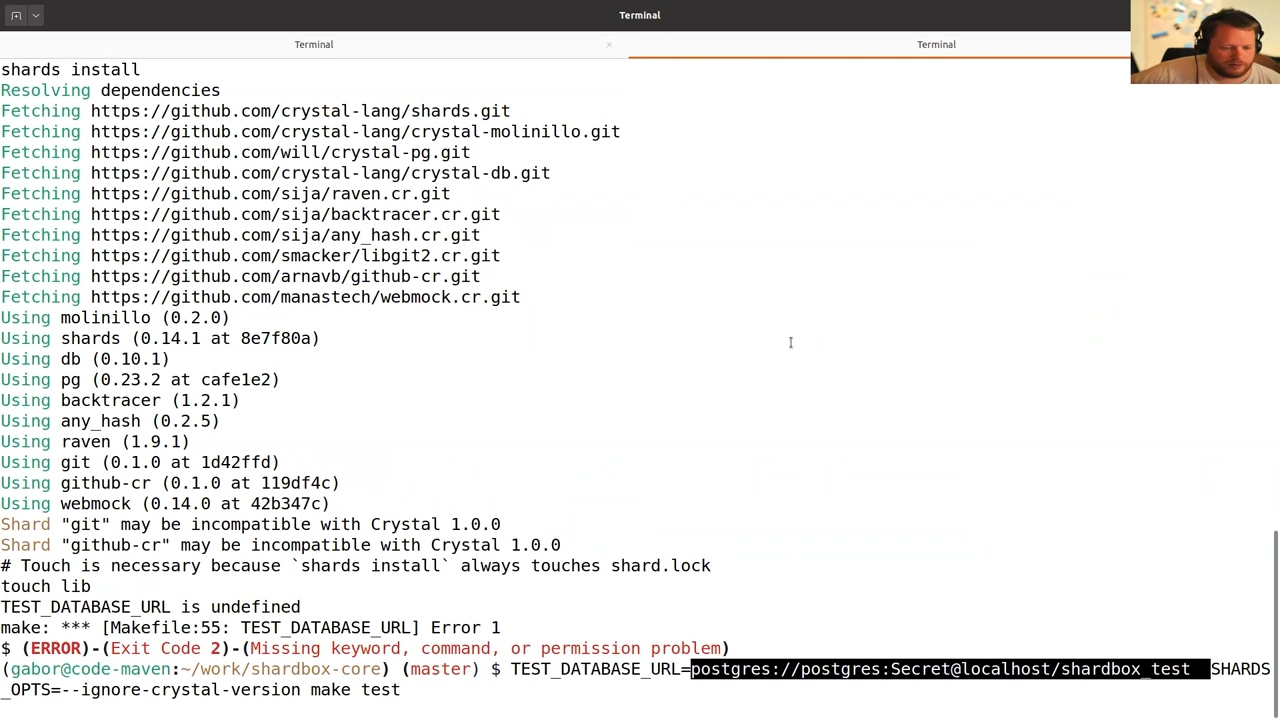 Terminal
Terminal
Terminal
shards install
Resolving dependencies
Fetching https://github.com/crystal-lang/shards.git
Fetching https://github.com/crystal-lang/crystal-molinillo.git
Fetching https://github.com/will/crystal-pg.git
Fetching https://github.com/crystal-lang/crystal-db.git
Fetching https://github.com/sija/raven.cr.git
Fetching https://github.com/sija/backtracer.cr.git
Fetching https://github.com/sija/any_hash.cr.git
Fetching https://github.com/smacker/libgit2.cr.git
Fetching https://github.com/arnavb/github-cr.git
Fetching https://github.com/manastech/webmock.cr.git
Using molinillo (0.2.0)
Using shards (0.14.1 at 8e7f80a)
Using db (0.10.1)
Using pg (0.23.2 at cafe1e2)
Using backtracer (1.2.1)
Using any_hash (0.2.5)
Using raven (1.9.1)
Using git (0.1.0 at 1d42ffd)
Using github-cr (0.1.0 at 119df4c)
Using webmock (0.14.0 at 42b347c)
Shard "git" may be incompatible with Crystal 1.0.0
Shard "github-cr" may be incompatible with Crystal 1.0.0
# Touch is necessary because `shards install` always touches shard.lock
touch lib
TEST_DATABASE_URL is undefined
make: *** [Makefile:55: TEST_DATABASE_URL] Error 1
$ (ERROR)-(Exit Code 2)-(Missing keyword, command, or permission problem)
(gabor@code-maven:~/work/shardbox-core) (master) $ TEST_DATABASE_URL=postgres://postgres:Secret@localhost/shardbox_test  SHARDS
_OPTS=--ignore-crystal-version make test